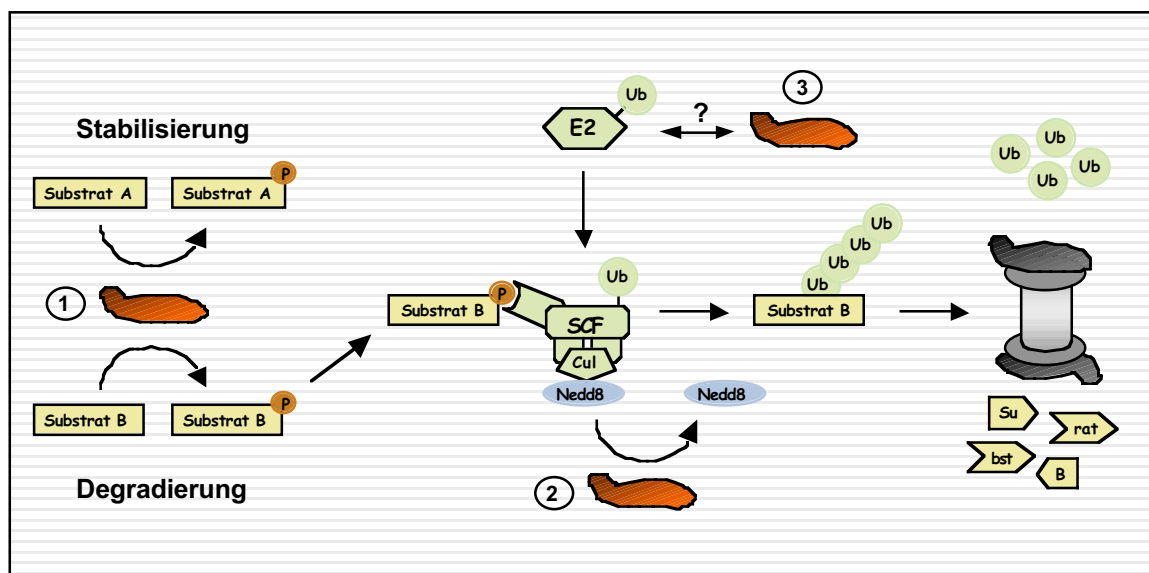 3
Ub
E2
?
Stabilisierung
Ub
Ub
Ub
Ub
P
Substrat A
Substrat A
Ub
Ub
Ub
Ub
Ub
1
P
Substrat B
SCF
Substrat B
Cul
Nedd8
Nedd8
P
Substrat B
Substrat B
Su
rat
bst
B
Degradierung
2